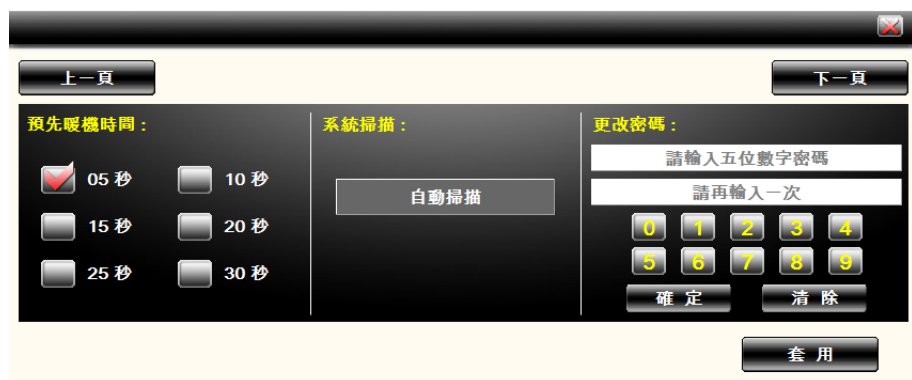 上一頁 下一頁
預先暖機時間：
05 秒 10 秒
15 秒 20 秒
25 秒 30 秒
系統掃描：
自動掃描
更改密碼：
請輸入五位數字密碼
請再輸入一次
0 1 2 3 4
5 6 7 8 9
確 定 清 除
套 用